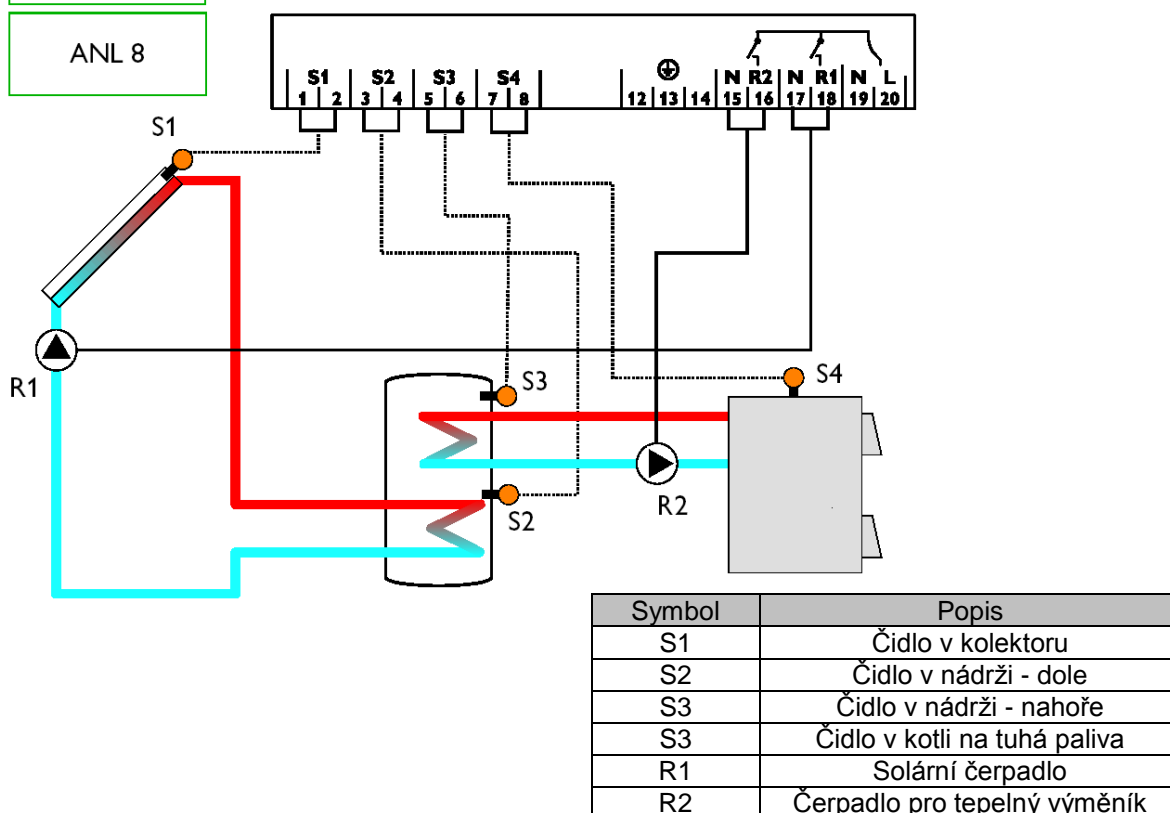 ANL 8
S1 S2 S3 S4 N R2 N R1 N L
1 2 3 4 5 6 7 8 12 13 14 15 16 17 18 19 20
S1
R1
S3
S2
R2
S4
Symbol Popis
S1 Čidlo v kolektoru
S2 Čidlo v nádrži - dole
S3 Čidlo v nádrži - nahoře
S3 Čidlo v kotli na tuhá paliva
R1 Solární čerpadlo
R2 Čerpadlo pro tepelný výměník